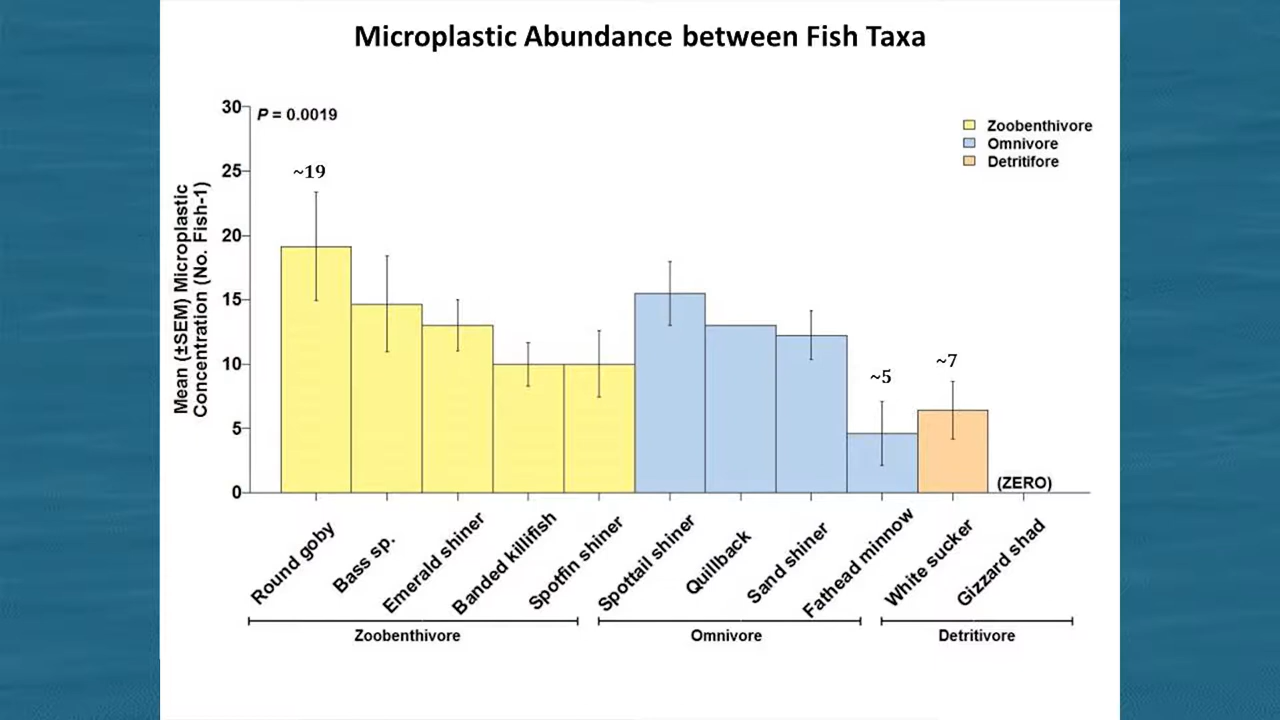 Microplastic Abundance between Fish Taxa
30
P = 0.0019
Zoobenthivore
Omnivore
Detritifore
25
20
15
10
5
0
Mean (±SEM) Microplastic
Concentration (No. Fish-1)
~19
~5
~7
(ZERO)
Round goby
Bass sp.
Emerald shiner
Banded killifish
Spotfin shiner
Spottail shiner
Quillback
Sand shiner
Fathead minnow
White sucker
Gizzard shad
Zoobenthivore
Omnivore
Detritivore